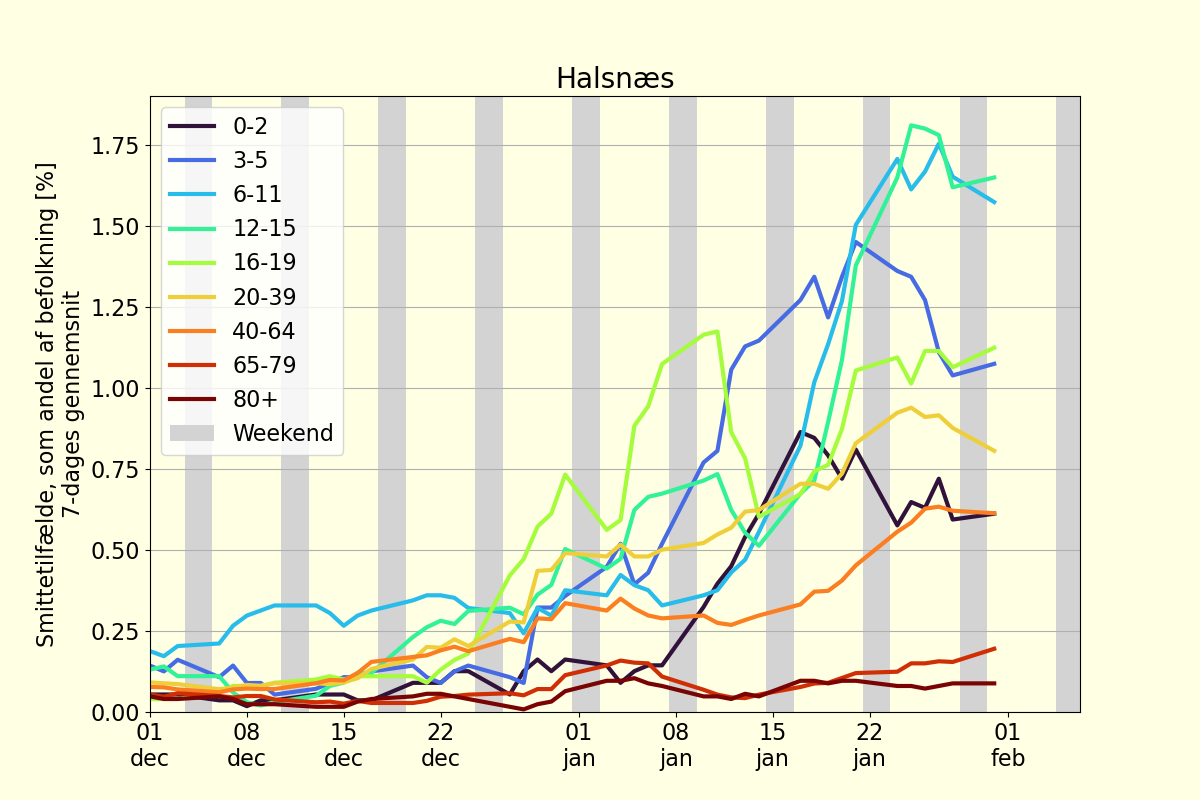 Halsnæs
Smittetilfælde, som andel af befolkning [%]
7-dages gennemsnit
1.75
1.50
1.25
1.00
0.75
0.50
0.25
0.00
0-2
3-5
6-11
12-15
16-19
20-39
40-64
65-79
80+
Weekend
01 08 15 22 01 08 15 22 01
dec dec dec dec jan jan jan jan feb